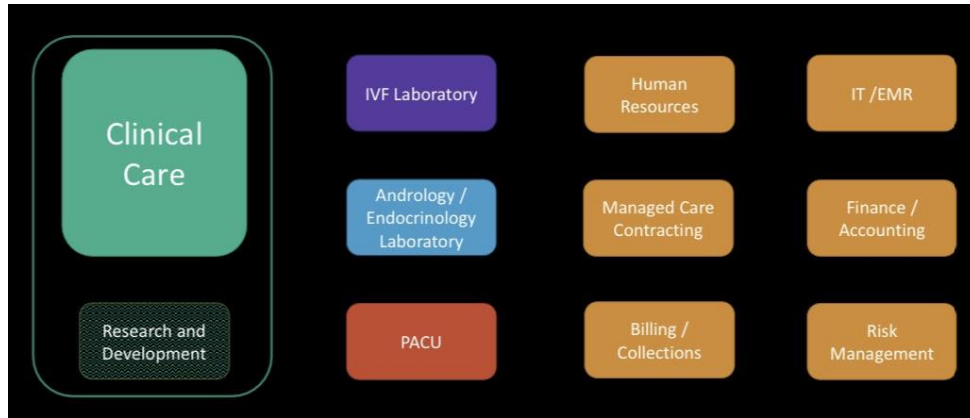 Clinical
Care
Research and
Development
IVF Laboratory
Andrology /
Endocrinology
Laboratory
PACU
Human
Resources
Managed Care
Contracting
Billing /
Collections
IT /EMR
Finance /
Accounting
Risk
Management